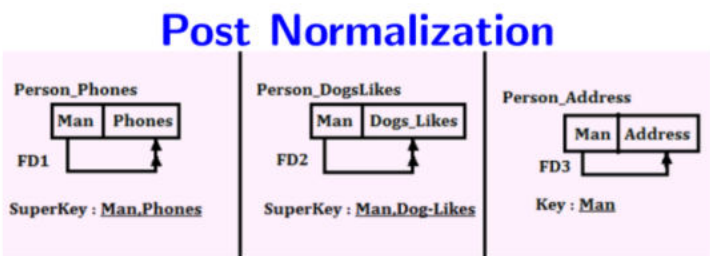 Post Normalization
Person_Phones
Man Phones
FD1
SuperKey : Man,Phones
Person_DogsLikes
Man Dogs_Likes
FD2
SuperKey : Man,Dog-Likes
Person_Address
Man Address
FD3
Key : Man